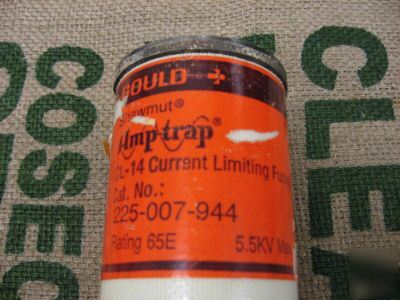 GOULD
Shawmut®
Amp-trap®
CL-14 Current Limiting Fuse
Cat. No.:
225-007-944
Rating 65E 5.5KV Max
CLE